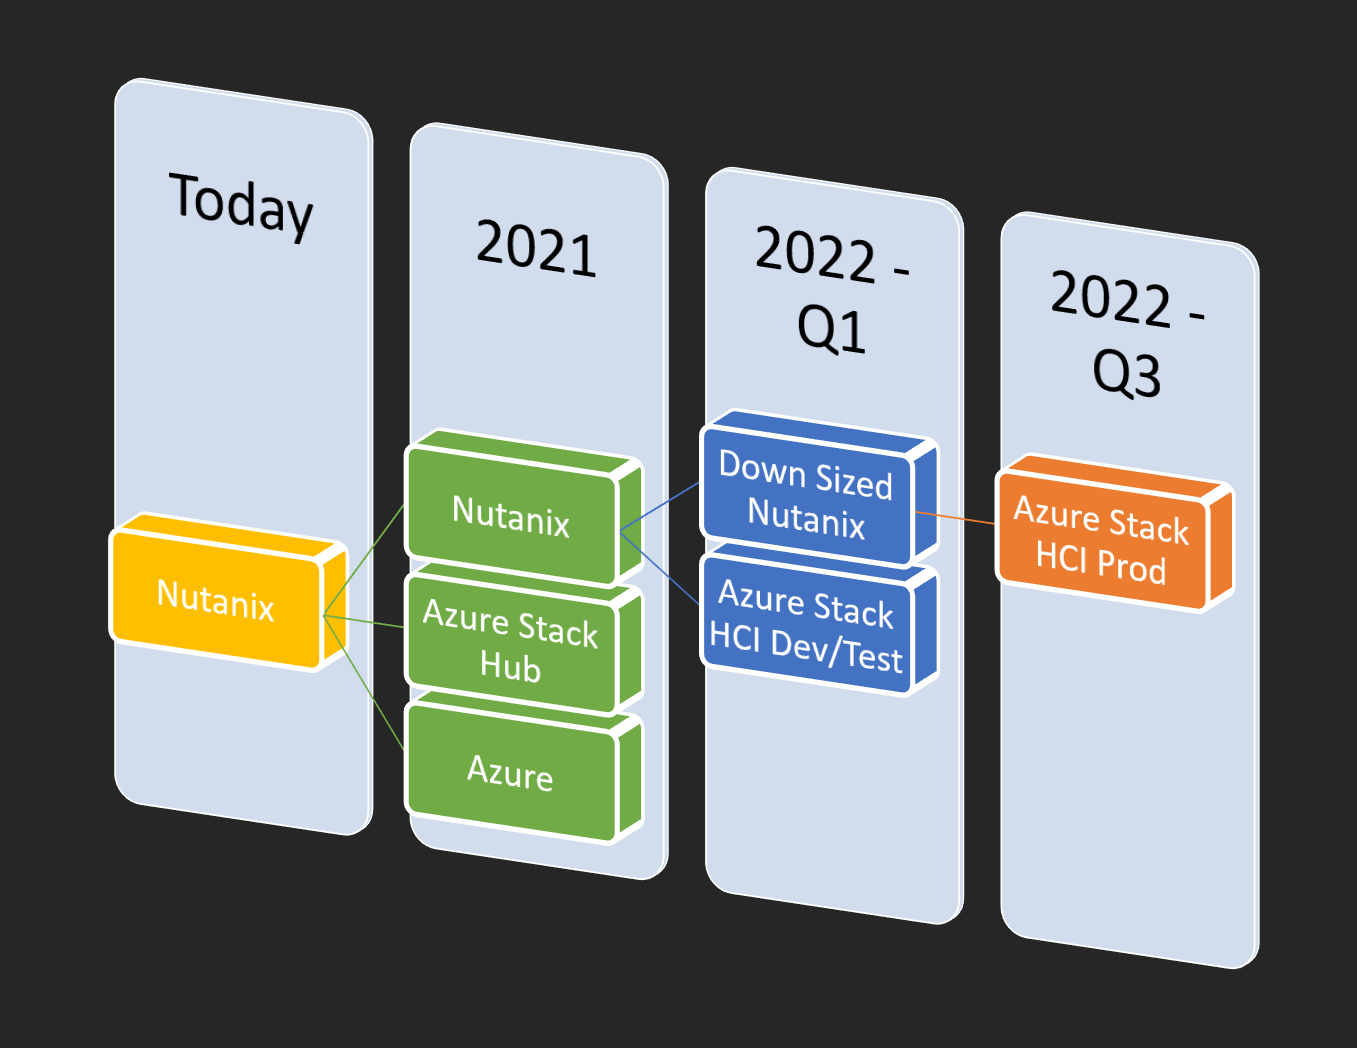 Today
Nutanix
2021
Nutanix
Azure Stack
Hub
Azure
2022 -
Q1
Down Sized
Nutanix
Azure Stack
HCI Dev/Test
2022 -
Q3
Azure Stack
HCI Prod